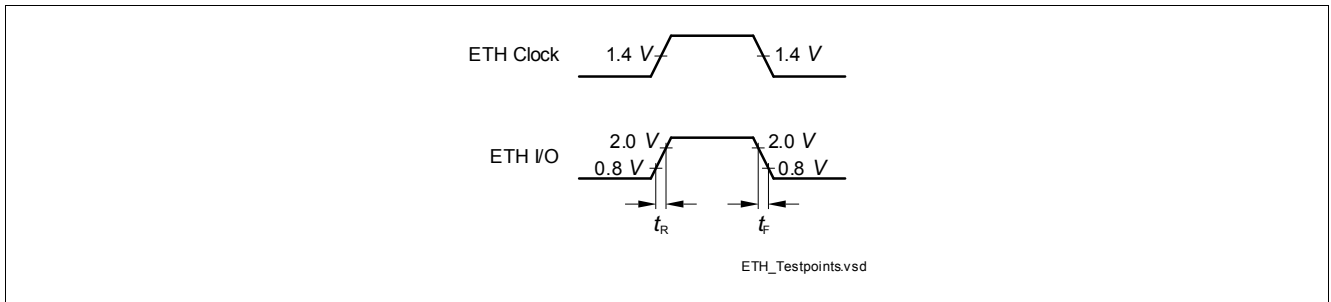 ETH Clock 1.4 V 1.4 V
2.0 V 2.0 V
ETH I/O
0.8 V 0.8 V
tR tF
ETH_Testpoints.vsd